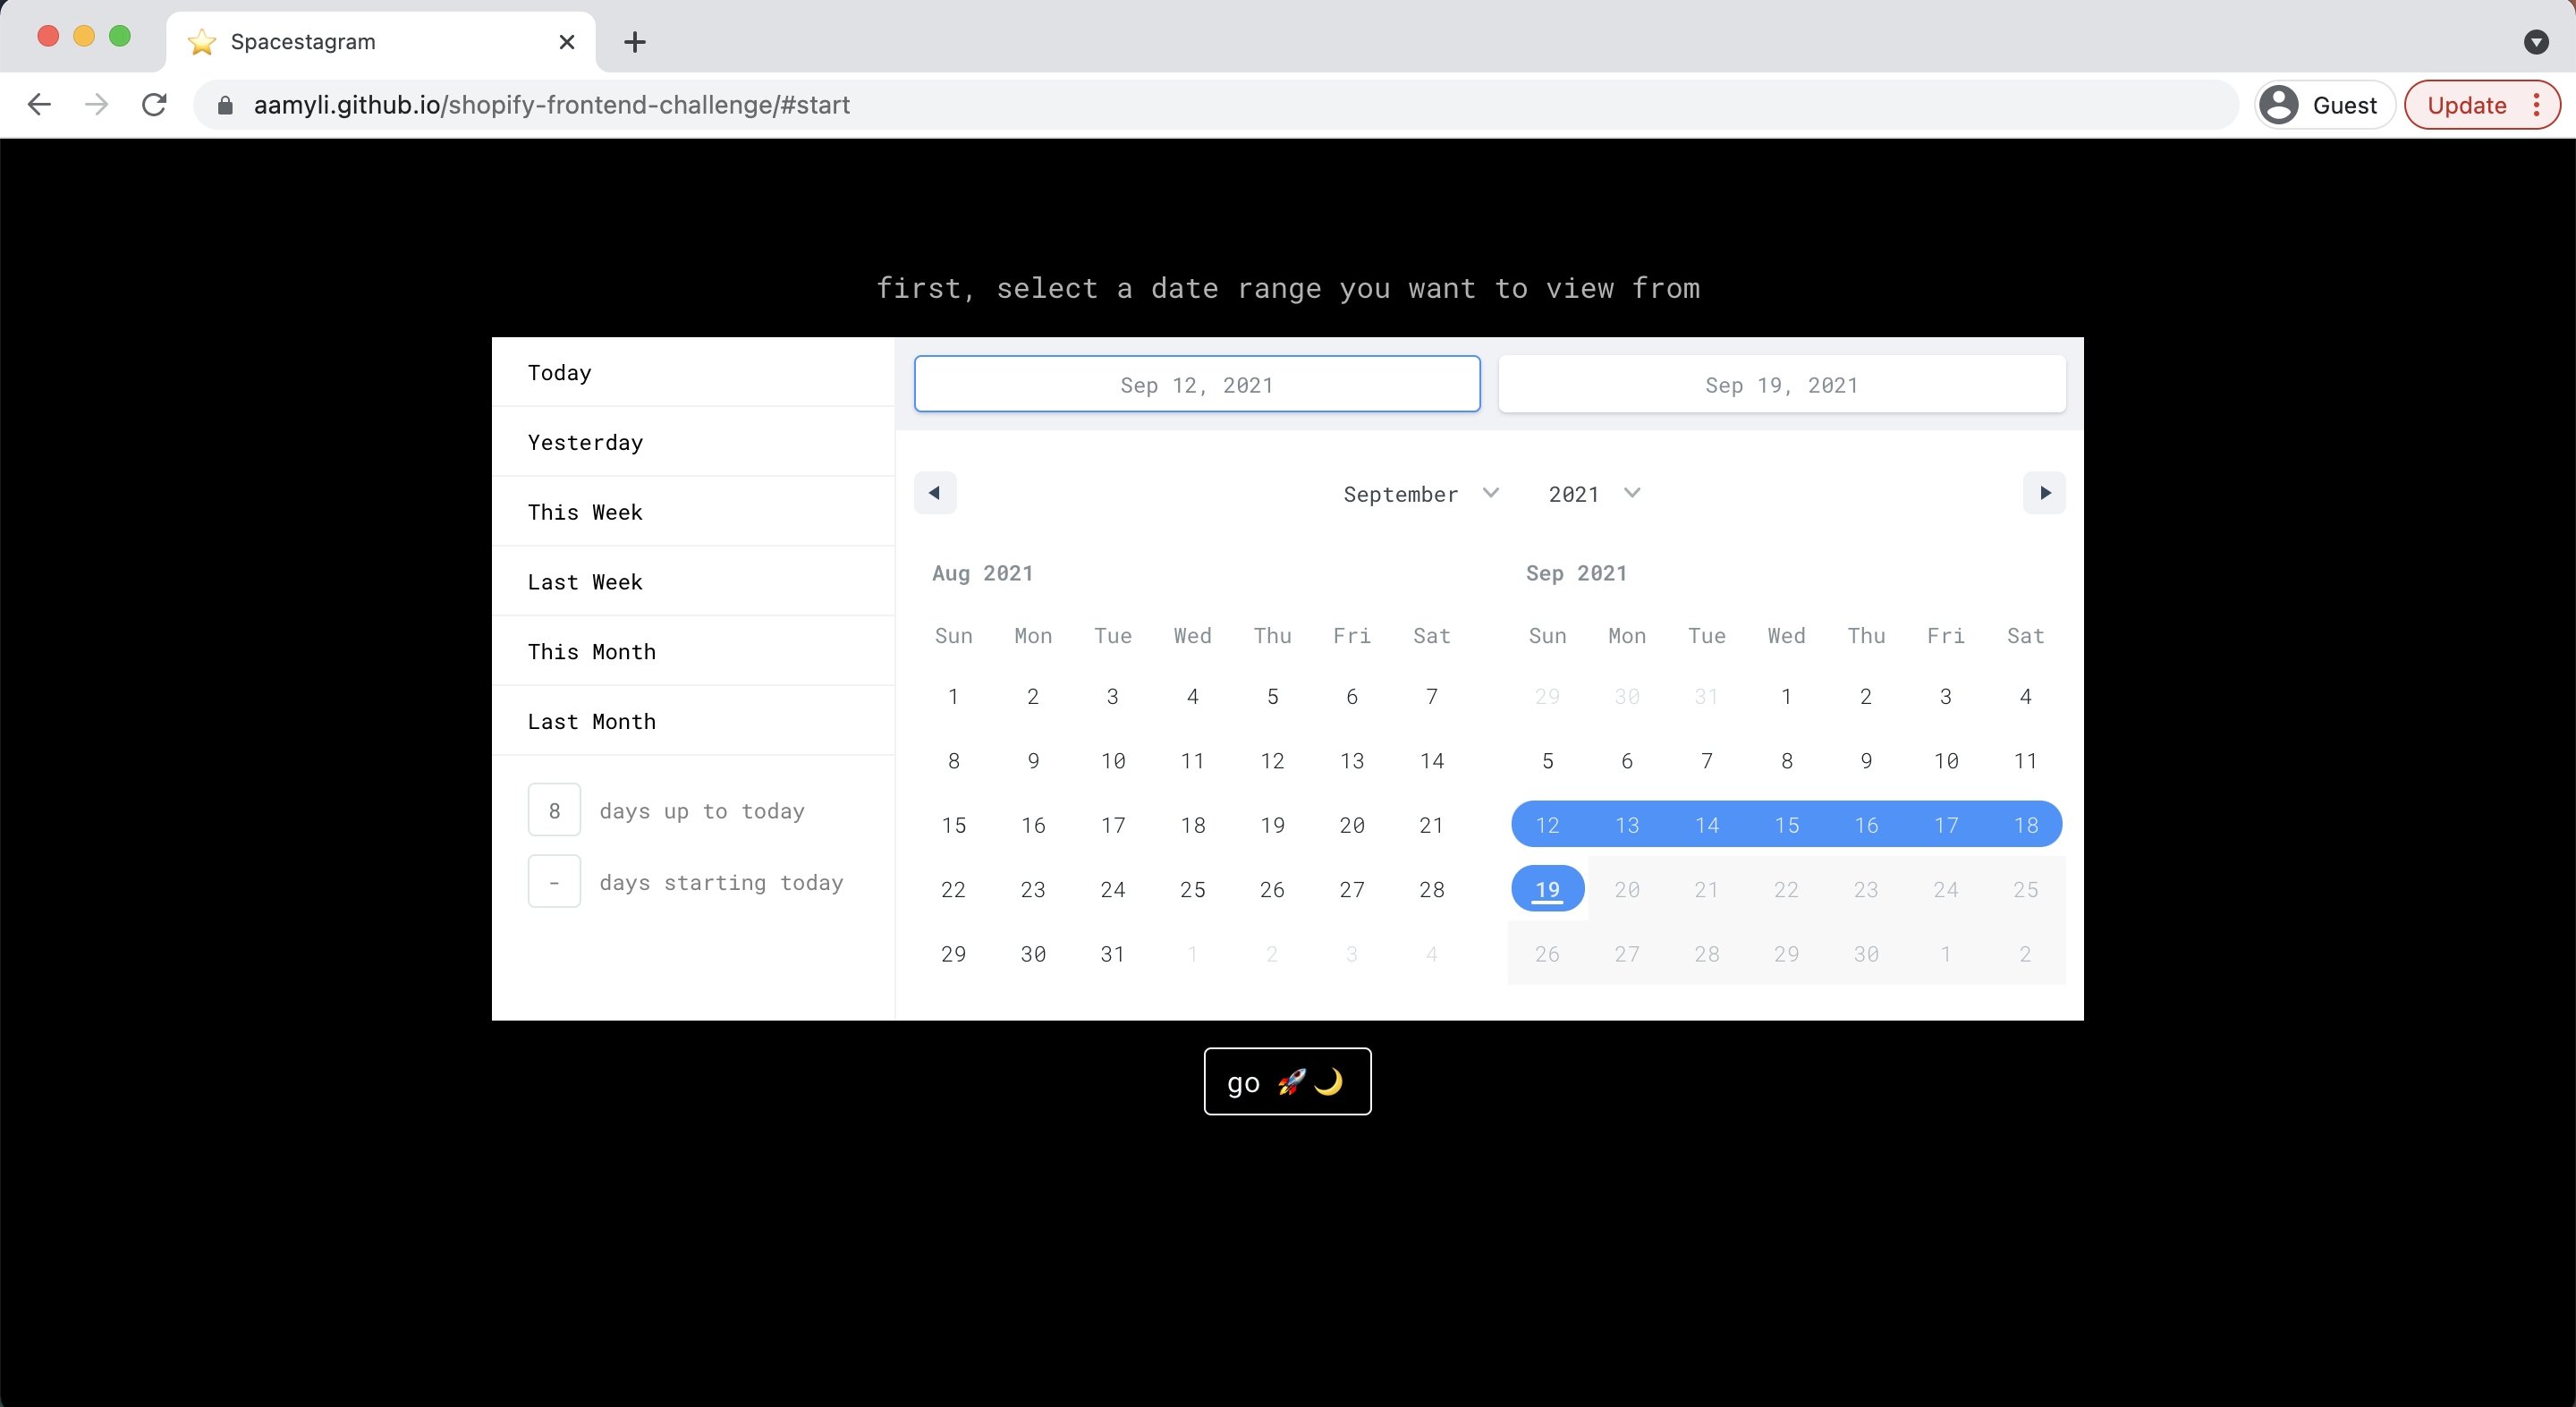 Spacestagram
aamyli.github.io/shopify-frontend-challenge/#start
Guest
Update
first, select a date range you want to view from
Today
Yesterday
This Week
Last Week
This Month
Last Month
8 days up to today
- days starting today
Sep 12, 2021
Sep 19, 2021
September 2021
Aug 2021
Sun Mon Tue Wed Thu Fri Sat
1 2 3 4 5 6 7
8 9 10 11 12 13 14
15 16 17 18 19 20 21
22 23 24 25 26 27 28
29 30 31 1 2 3 4
Sep 2021
Sun Mon Tue Wed Thu Fri Sat
29 30 31 1 2 3 4
5 6 7 8 9 10 11
12 13 14 15 16 17 18
19 20 21 22 23 24 25
26 27 28 29 30 1 2
go 🚀🌙